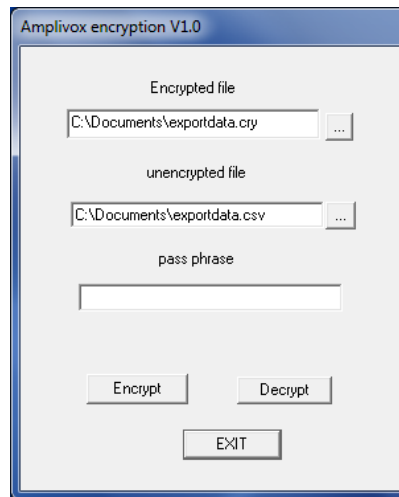 Amplivox encryption V1.0
Encrypted file
C:\Documents\exportdata.cry ...
unencrypted file
C:\Documents\exportdata.csv ...
pass phrase
Encrypt Decrypt
EXIT